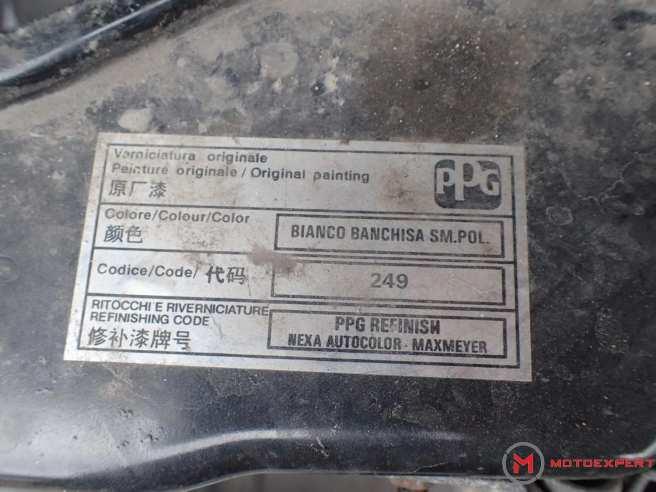 Verniciatura originale
Peinture originale / Original painting
原厂漆
PPG
Colore/Colour/Color
颜色
BIANCO BANCHISA SM.POL.
Codice/Code/代码
249
RITOCCHI E RIVERNICIATURE
REFINISHING CODE
修补漆牌号
PPG REFINISH
NEXA AUTOCOLOR - MAXMEYER
M MOTOEXPERT